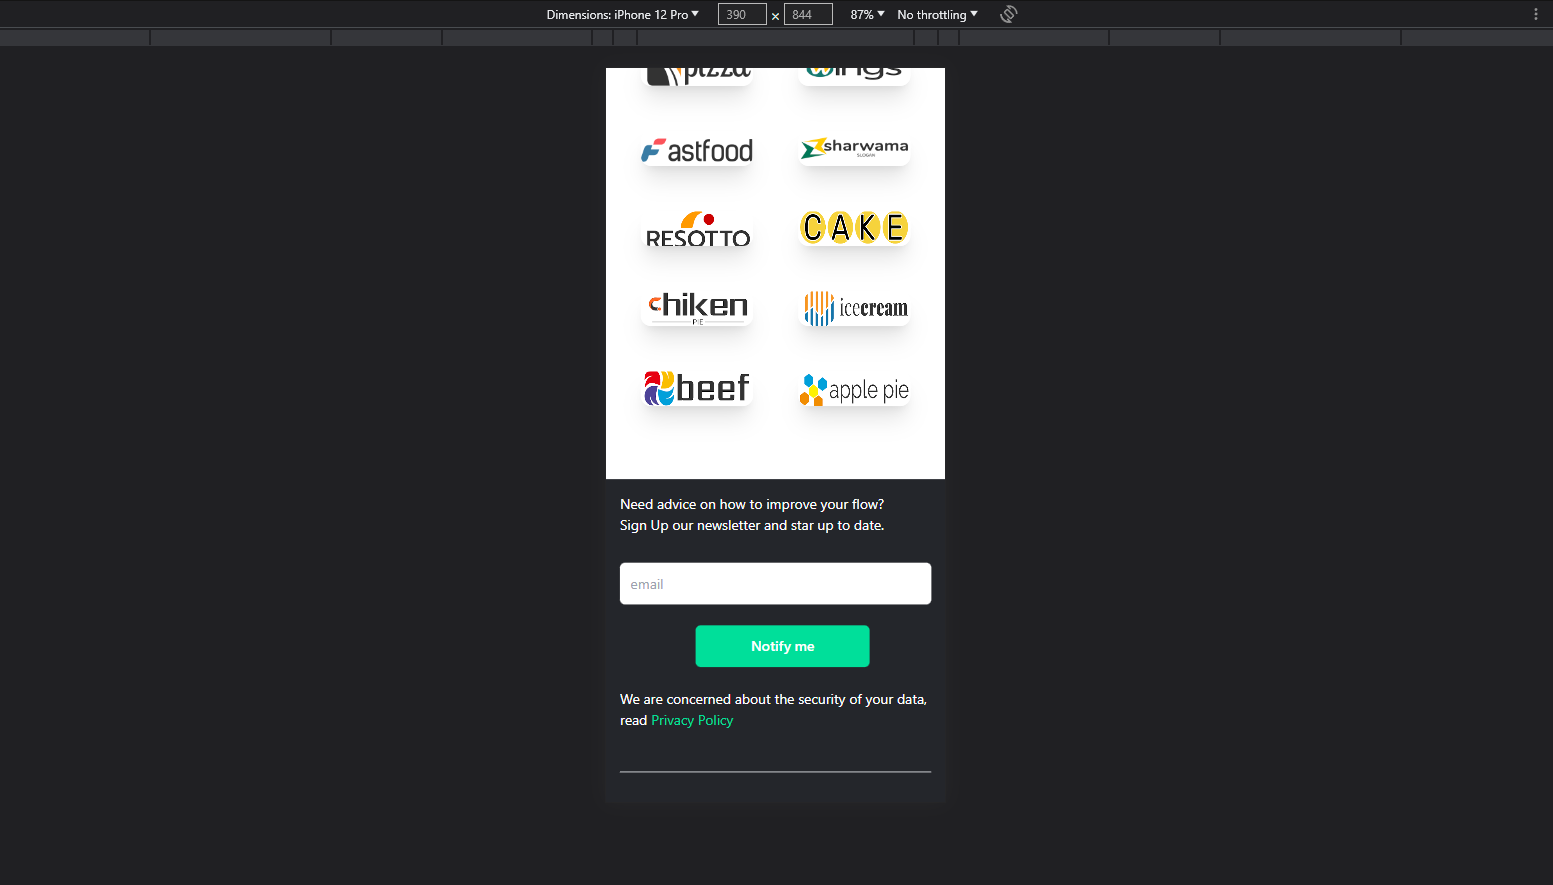 Dimensions: iPhone 12 Pro 390 × 844 87% No throttling
pizza wings
Fastfood sharwama
SLOGAN
RESOTTO CAKE
chiken icecream
PIE
beef apple pie
Need advice on how to improve your flow?
Sign Up our newsletter and star up to date.
email
Notify me
We are concerned about the security of your data,
read Privacy Policy